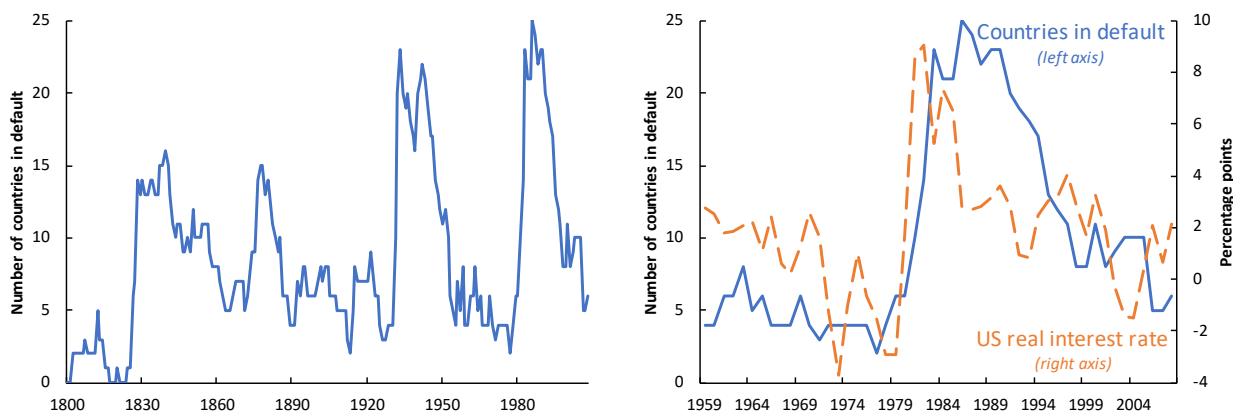 Number of countries in default
25
20
15
10
5
0
1800 1830 1860 1890 1920 1950 1980
Number of countries in default
25
20
15
10
5
0
1959 1964 1969 1974 1979 1984 1989 1994 1999 2004
Countries in default
(left axis)
US real interest rate
(right axis)
10
8
6
4
2
0
-2
-4
Percentage points